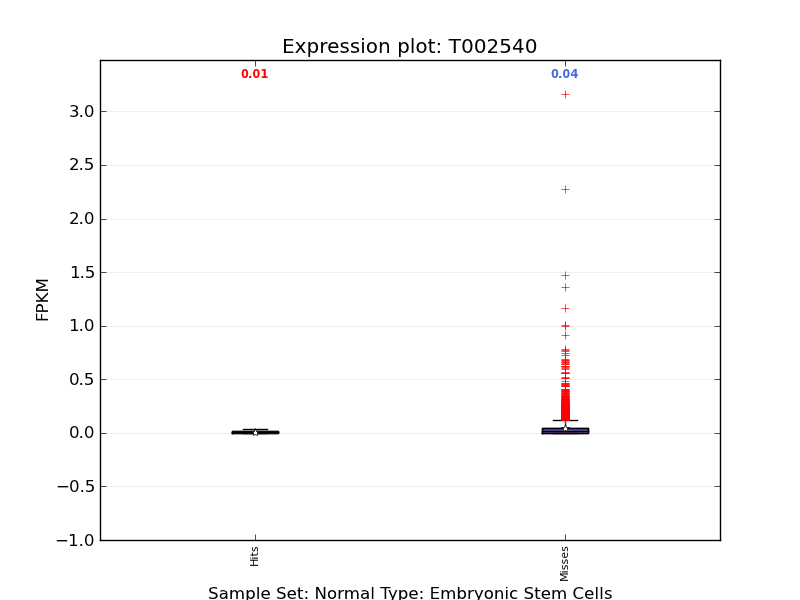 Expression plot: T002540
0.01
0.04
3.0
2.5
2.0
1.5
1.0
0.5
0.0
−0.5
−1.0
FPKM
Hits
Misses
Sample Set: Normal Type: Embryonic Stem Cells